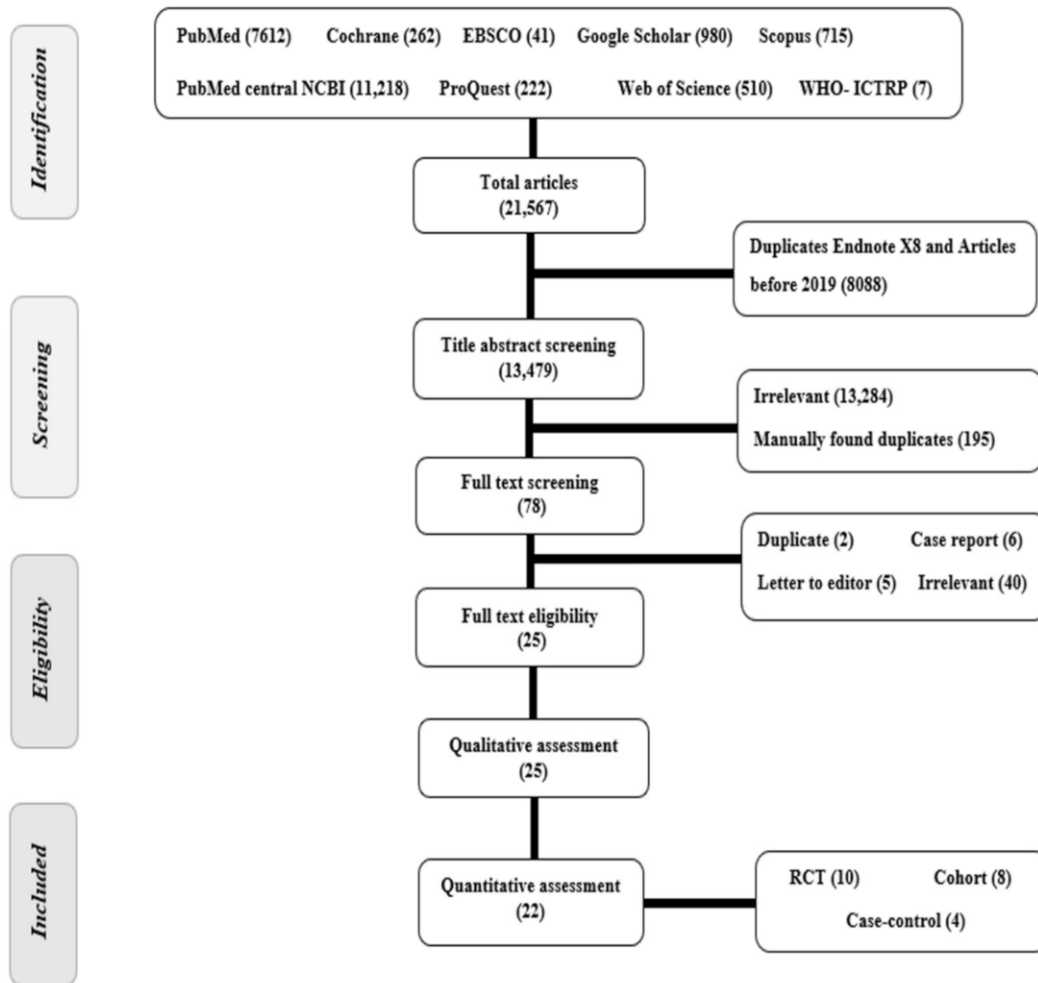 Identification
PubMed (7612) Cochrane (262) EBSCO (41) Google Scholar (980) Scopus (715)
PubMed central NCBI (11,218) ProQuest (222) Web of Science (510) WHO- ICTRP (7)
Total articles
(21,567)
Duplicates Endnote X8 and Articles
before 2019 (8088)
Screening
Title abstract screening
(13,479)
Irrelevant (13,284)
Manually found duplicates (195)
Full text screening
(78)
Duplicate (2) Case report (6)
Letter to editor (5) Irrelevant (40)
Eligibility
Full text eligibility
(25)
Qualitative assessment
(25)
Included
Quantitative assessment
(22)
RCT (10) Cohort (8)
Case-control (4)